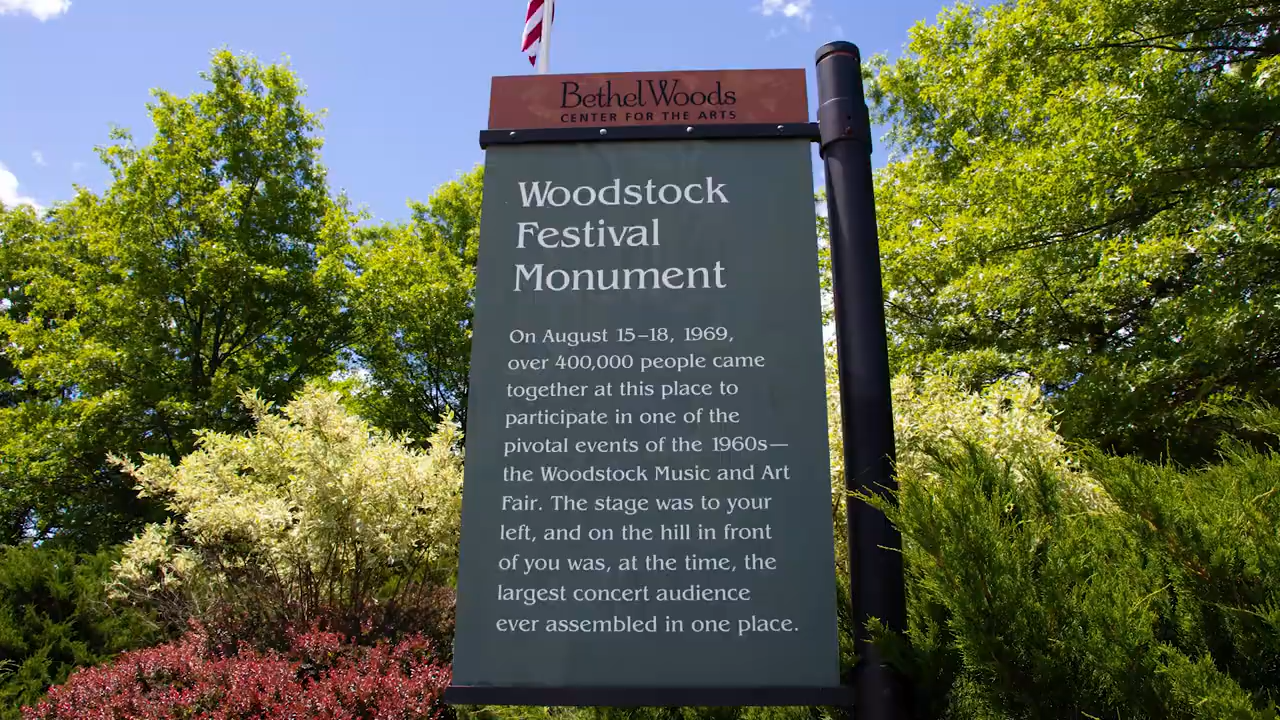 Bethel Woods
CENTER FOR THE ARTS
Woodstock
Festival
Monument
On August 15–18, 1969,
over 400,000 people came
together at this place to
participate in one of the
pivotal events of the 1960s—
the Woodstock Music and Art
Fair. The stage was to your
left, and on the hill in front
of you was, at the time, the
largest concert audience
ever assembled in one place.